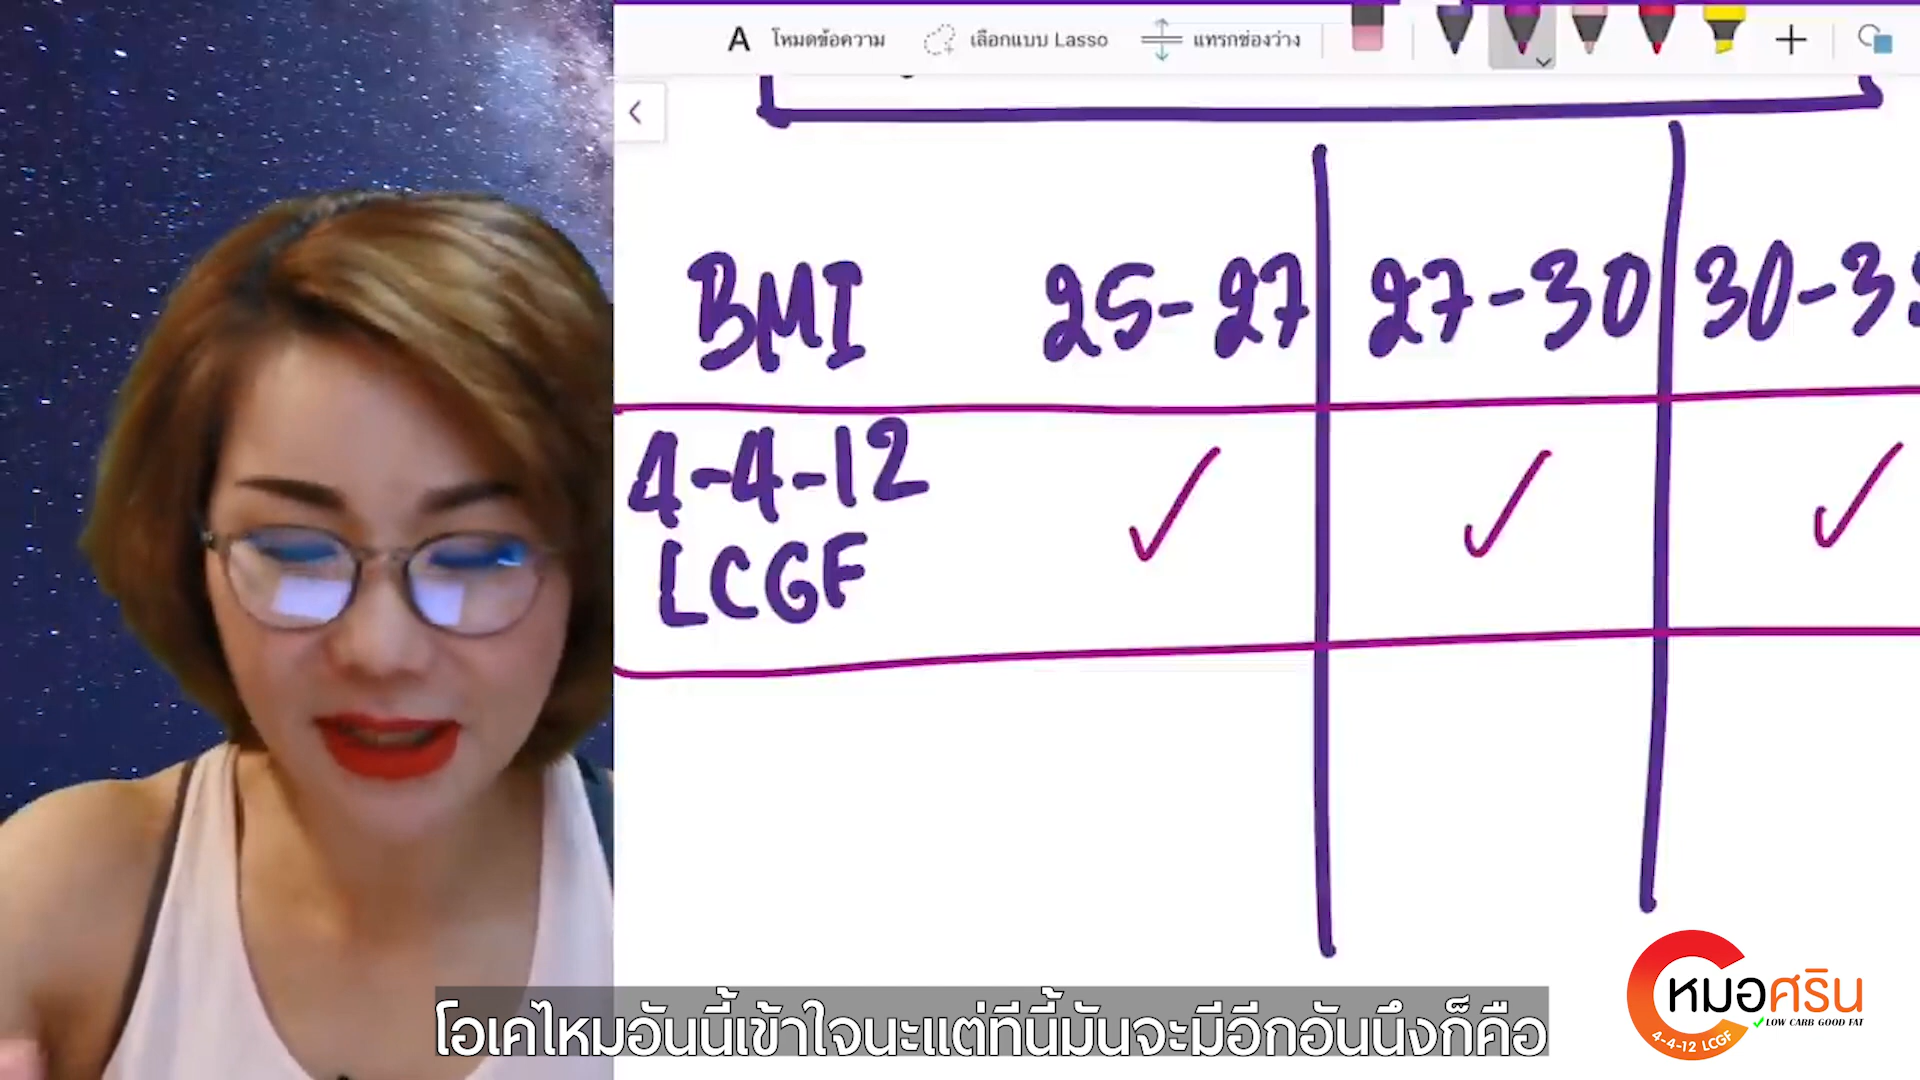 A โหมดข้อความ เลือกแบบ Lasso แทรกช่องว่าง
BMI 25-27 27-30 30-3
4-4-12
LCGF
หมอศริน
LOW CARB GOOD FAT
4-4-12 LCGF
โอเคไหมอันนี้เข้าใจนะแต่ทีนี้มันจะมีอีกอันนึงก็คือ